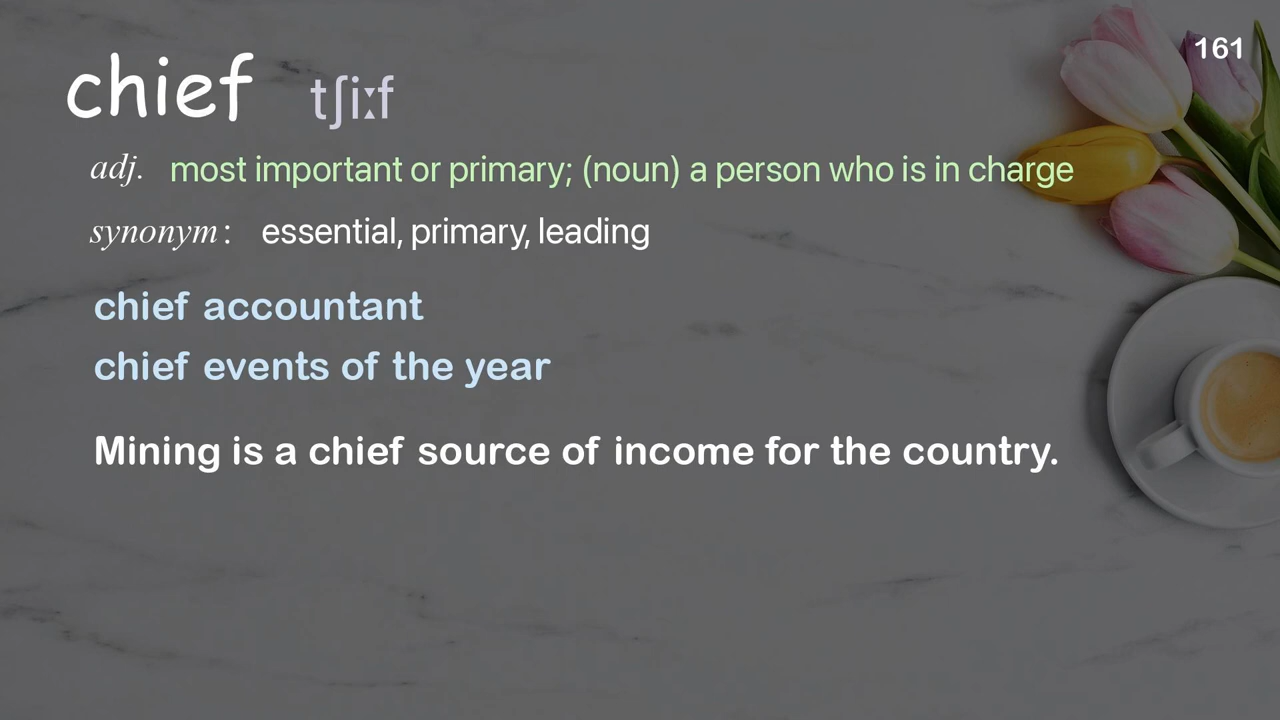 161
chief tʃiːf
adj. most important or primary; (noun) a person who is in charge
synonym : essential, primary, leading
chief accountant
chief events of the year
Mining is a chief source of income for the country.